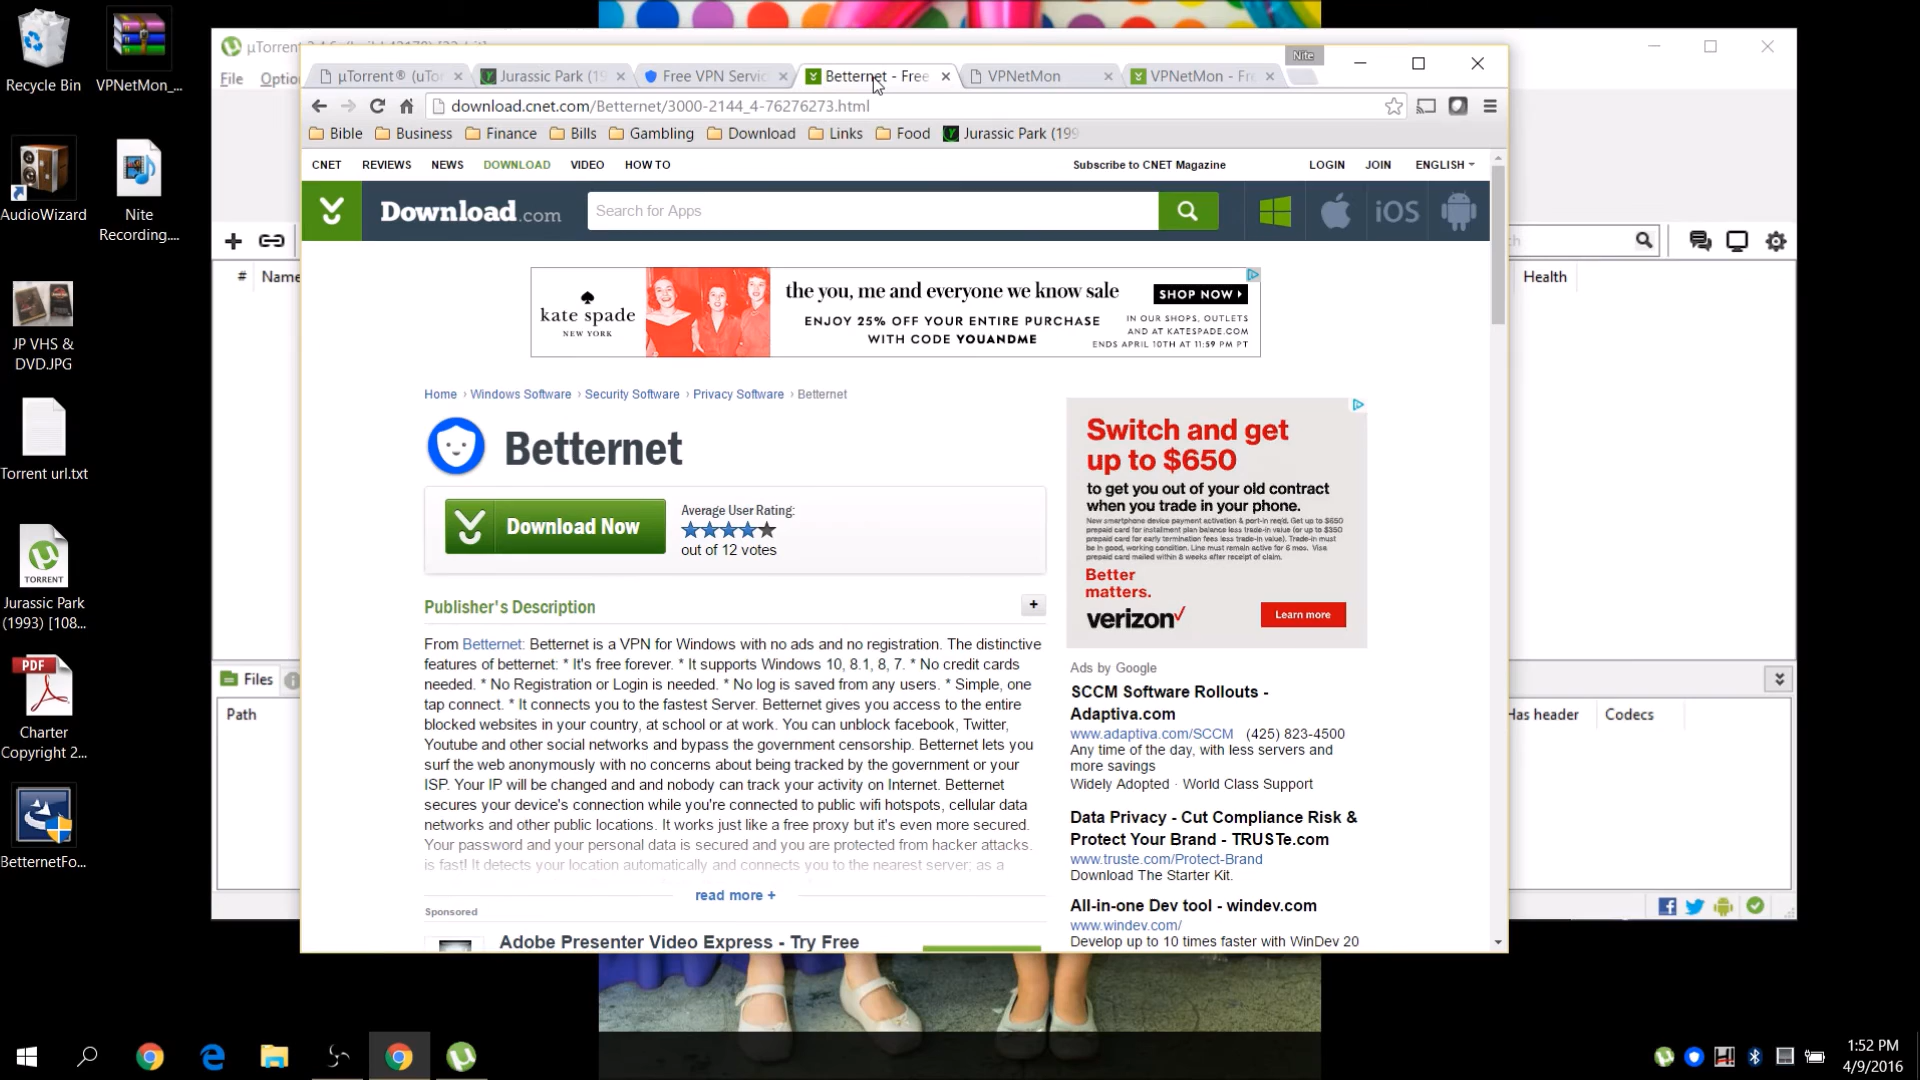 Recycle Bin
VPNetMon_...
AudioWizard
Nite
Recording....
JP VHS &
DVD.JPG
Torrent url.txt
TORRENT
Jurassic Park
(1993) [108...
PDF
Charter
Copyright 2...
BetternetFo...
File
Optio
# Name
Files
Path
Health
Has header
Codecs
Nite
µTorrent® (uTor
Jurassic Park (19
Free VPN Servic
Betternet - Free
VPNetMon
VPNetMon - Fre
download.cnet.com/Betternet/3000-2144_4-76276273.html
Bible Business Finance Bills Gambling Download Links Food Jurassic Park (199
CNET REVIEWS NEWS DOWNLOAD VIDEO HOW TO Subscribe to CNET Magazine LOGIN JOIN ENGLISH
Download.com Search for Apps iOS
kate spade
NEW YORK
the you, me and everyone we know sale
ENJOY 25% OFF YOUR ENTIRE PURCHASE
WITH CODE YOUANDME
SHOP NOW
IN OUR SHOPS, OUTLETS
AND AT KATESPADE.COM
ENDS APRIL 10TH AT 11:59 PM PT
Home › Windows Software › Security Software › Privacy Software › Betternet
Betternet
Download Now
Average User Rating:
out of 12 votes
Publisher's Description
+
From Betternet: Betternet is a VPN for Windows with no ads and no registration. The distinctive
features of betternet: * It's free forever. * It supports Windows 10, 8.1, 8, 7. * No credit cards
needed. * No Registration or Login is needed. * No log is saved from any users. * Simple, one
tap connect. * It connects you to the fastest Server. Betternet gives you access to the entire
blocked websites in your country, at school or at work. You can unblock facebook, Twitter,
Youtube and other social networks and bypass the government censorship. Betternet lets you
surf the web anonymously with no concerns about being tracked by the government or your
ISP. Your IP will be changed and and nobody can track your activity on Internet. Betternet
secures your device's connection while you're connected to public wifi hotspots, cellular data
networks and other public locations. It works just like a free proxy but it's even more secured.
Your password and your personal data is secured and you are protected from hacker attacks.
is fast! It detects your location automatically and connects you to the nearest server; as a
read more +
Sponsored
Adobe Presenter Video Express - Try Free
Switch and get
up to $650
to get you out of your old contract
when you trade in your phone.
New smartphone device payment activation & port-in req'd. Get up to $650
Better
matters.
verizon
Learn more
Ads by Google
SCCM Software Rollouts -
Adaptiva.com
www.adaptiva.com/SCCM (425) 823-4500
Any time of the day, with less servers and
more savings
Widely Adopted · World Class Support
Data Privacy - Cut Compliance Risk &
Protect Your Brand - TRUSTe.com
www.truste.com/Protect-Brand
Download The Starter Kit.
All-in-one Dev tool - windev.com
www.windev.com/
Develop up to 10 times faster with WinDev 20
1:52 PM
4/9/2016